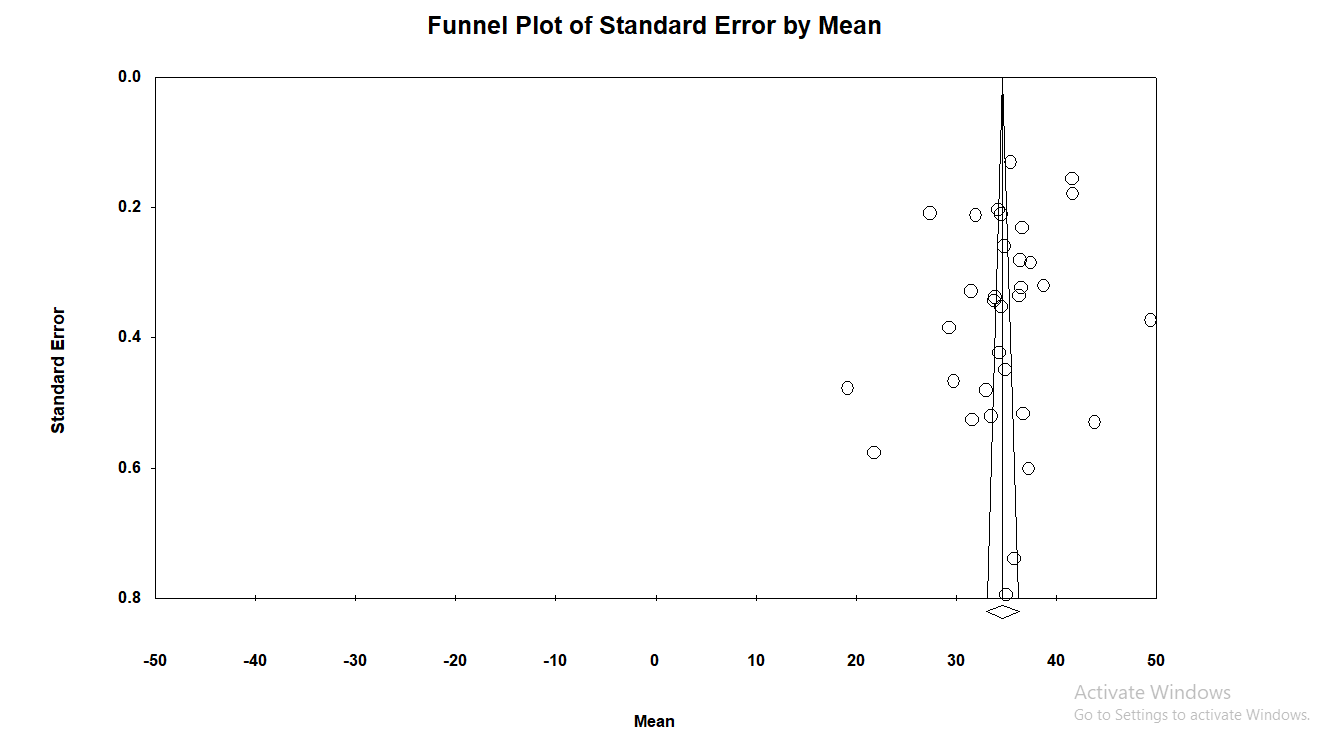 Funnel Plot of Standard Error by Mean
0.0
0.2
0.4
0.6
0.8
Standard Error
-50 -40 -30 -20 -10 0 10 20 30 40 50
Mean
Activate Windows
Go to Settings to activate Windows.